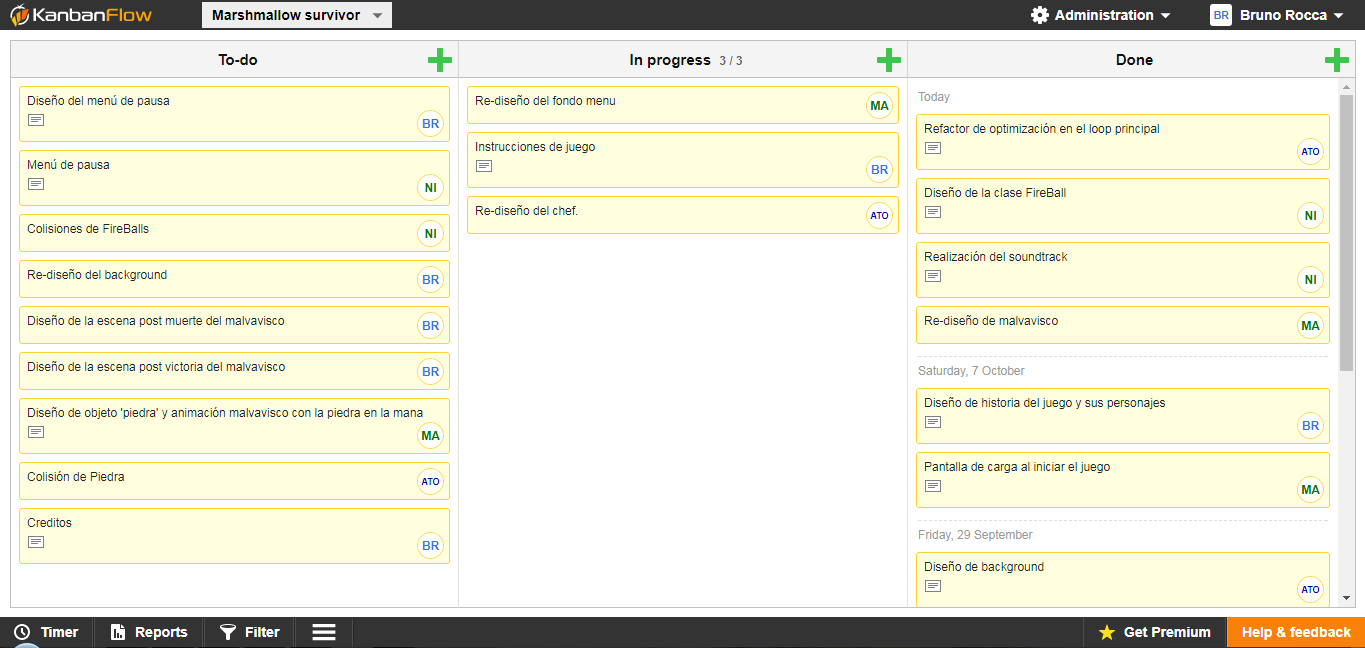 KanbanFlow
Marshmallow survivor
Administration
BR
Bruno Rocca
To-do
Diseño del menú de pausa
BR
Menú de pausa
NI
Colisiones de FireBalls
NI
Re-diseño del background
BR
Diseño de la escena post muerte del malvavisco
BR
Diseño de la escena post victoria del malvavisco
BR
Diseño de objeto 'piedra' y animación malvavisco con la piedra en la mana
MA
Colisión de Piedra
ATO
Creditos
BR
In progress 3 / 3
Re-diseño del fondo menu
MA
Instrucciones de juego
BR
Re-diseño del chef.
ATO
Done
Today
Refactor de optimización en el loop principal
ATO
Diseño de la clase FireBall
NI
Realización del soundtrack
NI
Re-diseño de malvavisco
MA
Saturday, 7 October
Diseño de historia del juego y sus personajes
BR
Pantalla de carga al iniciar el juego
MA
Friday, 29 September
Diseño de background
ATO
Timer
Reports
Filter
Get Premium
Help & feedback